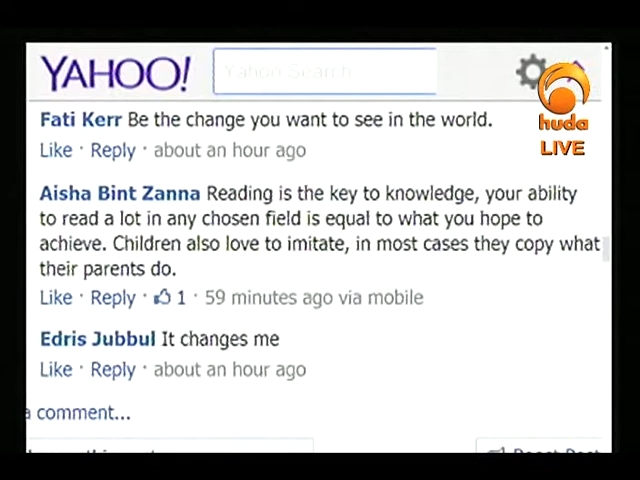 YAHOO!
Yahoo Search
huda
LIVE
Fati Kerr Be the change you want to see in the world.
Like · Reply · about an hour ago
Aisha Bint Zanna Reading is the key to knowledge, your ability
to read a lot in any chosen field is equal to what you hope to
achieve. Children also love to imitate, in most cases they copy what
their parents do.
Like · Reply · 1 · 59 minutes ago via mobile
Edris Jubbul It changes me
Like · Reply · about an hour ago
a comment...